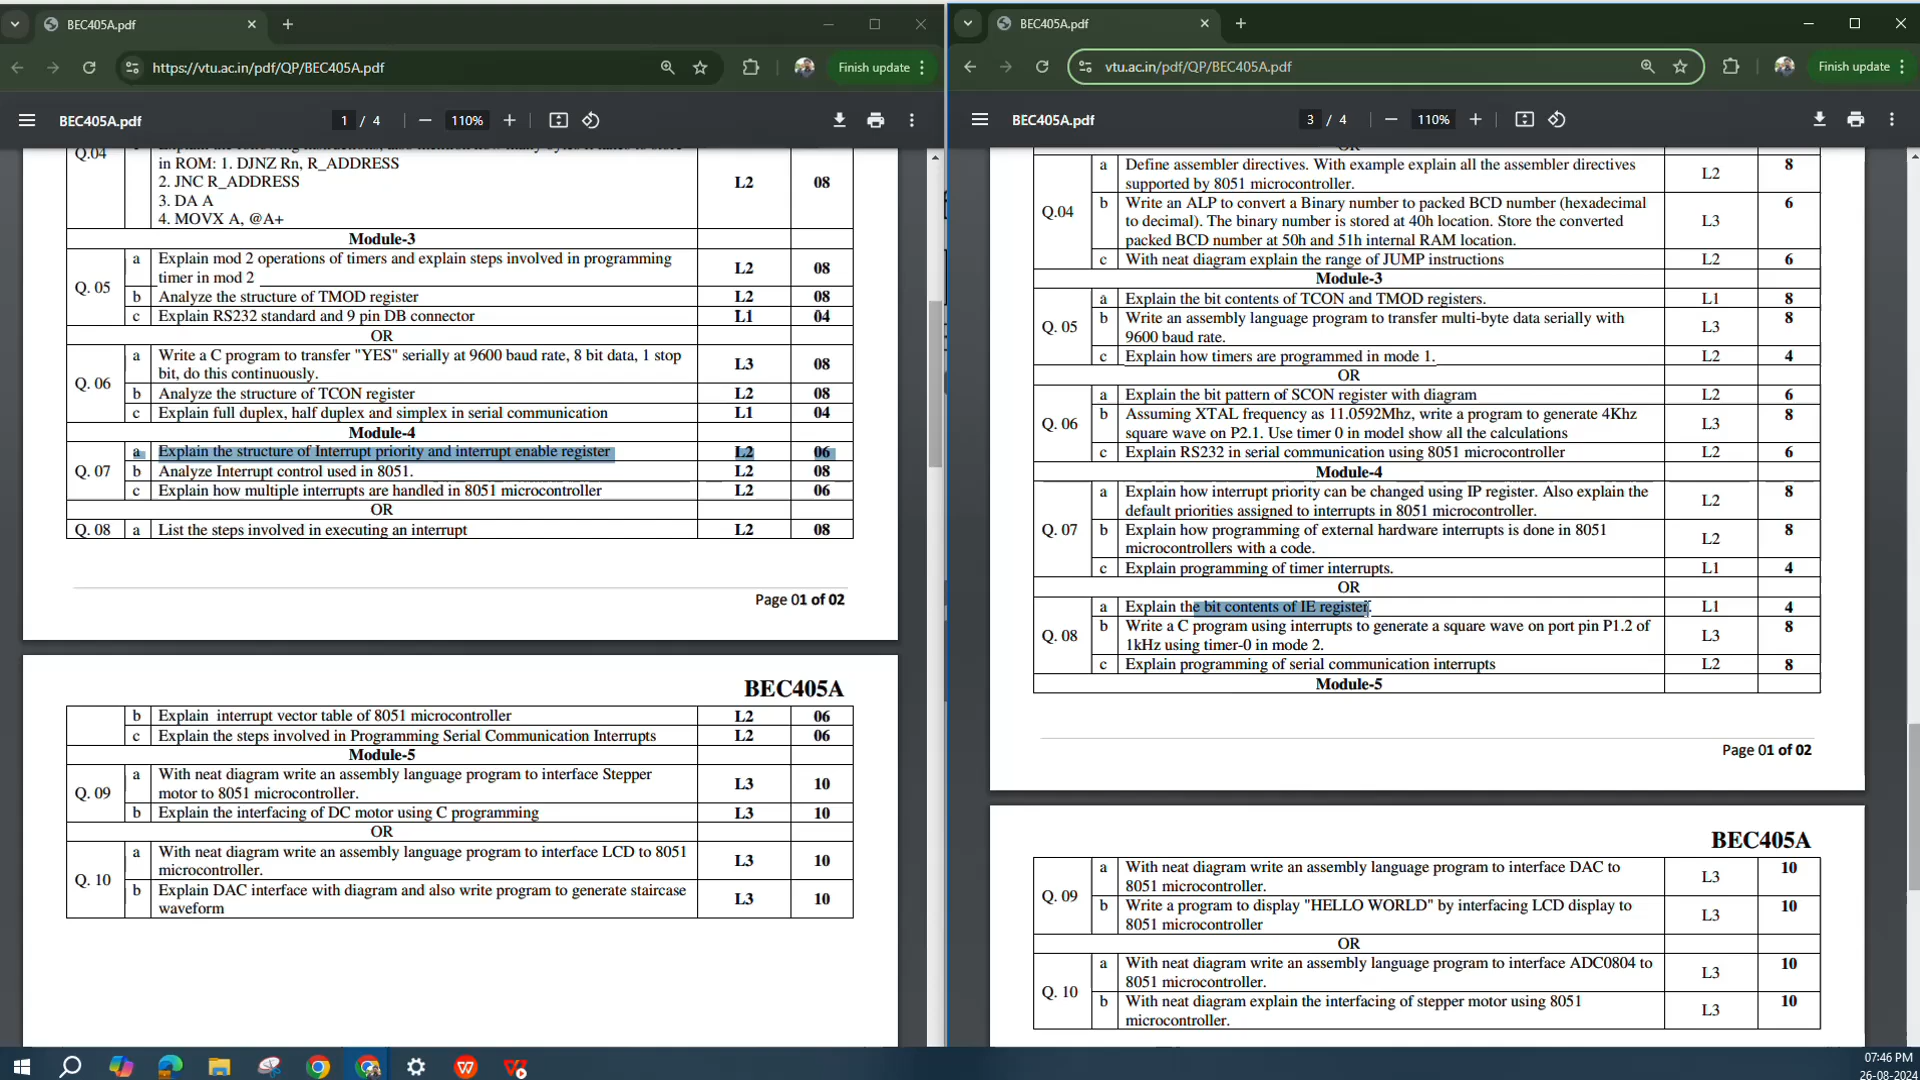 BEC405A.pdf
https://vtu.ac.in/pdf/QP/BEC405A.pdf
Finish update
BEC405A.pdf
1 / 4
110%
Q.04
in ROM: 1. DJNZ Rn, R_ADDRESS
2. JNC R_ADDRESS
3. DA A
4. MOVX A, @A+
L2 08
Module-3
Q. 05
a Explain mod 2 operations of timers and explain steps involved in programming
timer in mod 2
L2 08
b Analyze the structure of TMOD register L2 08
c Explain RS232 standard and 9 pin DB connector L1 04
OR
Q. 06
a Write a C program to transfer "YES" serially at 9600 baud rate, 8 bit data, 1 stop
bit, do this continuously.
L3 08
b Analyze the structure of TCON register L2 08
c Explain full duplex, half duplex and simplex in serial communication L1 04
Module-4
Q. 07
a Explain the structure of Interrupt priority and interrupt enable register L2 06
b Analyze Interrupt control used in 8051. L2 08
c Explain how multiple interrupts are handled in 8051 microcontroller L2 06
OR
Q. 08 a List the steps involved in executing an interrupt L2 08
Page 01 of 02
BEC405A
b Explain interrupt vector table of 8051 microcontroller L2 06
c Explain the steps involved in Programming Serial Communication Interrupts L2 06
Module-5
Q. 09
a With neat diagram write an assembly language program to interface Stepper
motor to 8051 microcontroller.
L3 10
b Explain the interfacing of DC motor using C programming L3 10
OR
Q. 10
a With neat diagram write an assembly language program to interface LCD to 8051
microcontroller.
L3 10
b Explain DAC interface with diagram and also write program to generate staircase
waveform
L3 10
BEC405A.pdf
vtu.ac.in/pdf/QP/BEC405A.pdf
Finish update
BEC405A.pdf
3 / 4
110%
OR
Q.04
a Define assembler directives. With example explain all the assembler directives
supported by 8051 microcontroller.
L2 8
b Write an ALP to convert a Binary number to packed BCD number (hexadecimal
to decimal). The binary number is stored at 40h location. Store the converted
packed BCD number at 50h and 51h internal RAM location.
L3 6
c With neat diagram explain the range of JUMP instructions L2 6
Module-3
Q. 05
a Explain the bit contents of TCON and TMOD registers. L1 8
b Write an assembly language program to transfer multi-byte data serially with
9600 baud rate.
L3 8
c Explain how timers are programmed in mode 1. L2 4
OR
Q. 06
a Explain the bit pattern of SCON register with diagram L2 6
b Assuming XTAL frequency as 11.0592Mhz, write a program to generate 4Khz
square wave on P2.1. Use timer 0 in model show all the calculations
L3 8
c Explain RS232 in serial communication using 8051 microcontroller L2 6
Module-4
Q. 07
a Explain how interrupt priority can be changed using IP register. Also explain the
default priorities assigned to interrupts in 8051 microcontroller.
L2 8
b Explain how programming of external hardware interrupts is done in 8051
microcontrollers with a code.
L2 8
c Explain programming of timer interrupts. L1 4
OR
Q. 08
a Explain the bit contents of IE register. L1 4
b Write a C program using interrupts to generate a square wave on port pin P1.2 of
1kHz using timer-0 in mode 2.
L3 8
c Explain programming of serial communication interrupts L2 8
Module-5
Page 01 of 02
BEC405A
Q. 09
a With neat diagram write an assembly language program to interface DAC to
8051 microcontroller.
L3 10
b Write a program to display "HELLO WORLD" by interfacing LCD display to
8051 microcontroller
L3 10
OR
Q. 10
a With neat diagram write an assembly language program to interface ADC0804 to
8051 microcontroller.
L3 10
b With neat diagram explain the interfacing of stepper motor using 8051
microcontroller.
L3 10
07:46 PM
26-08-2024